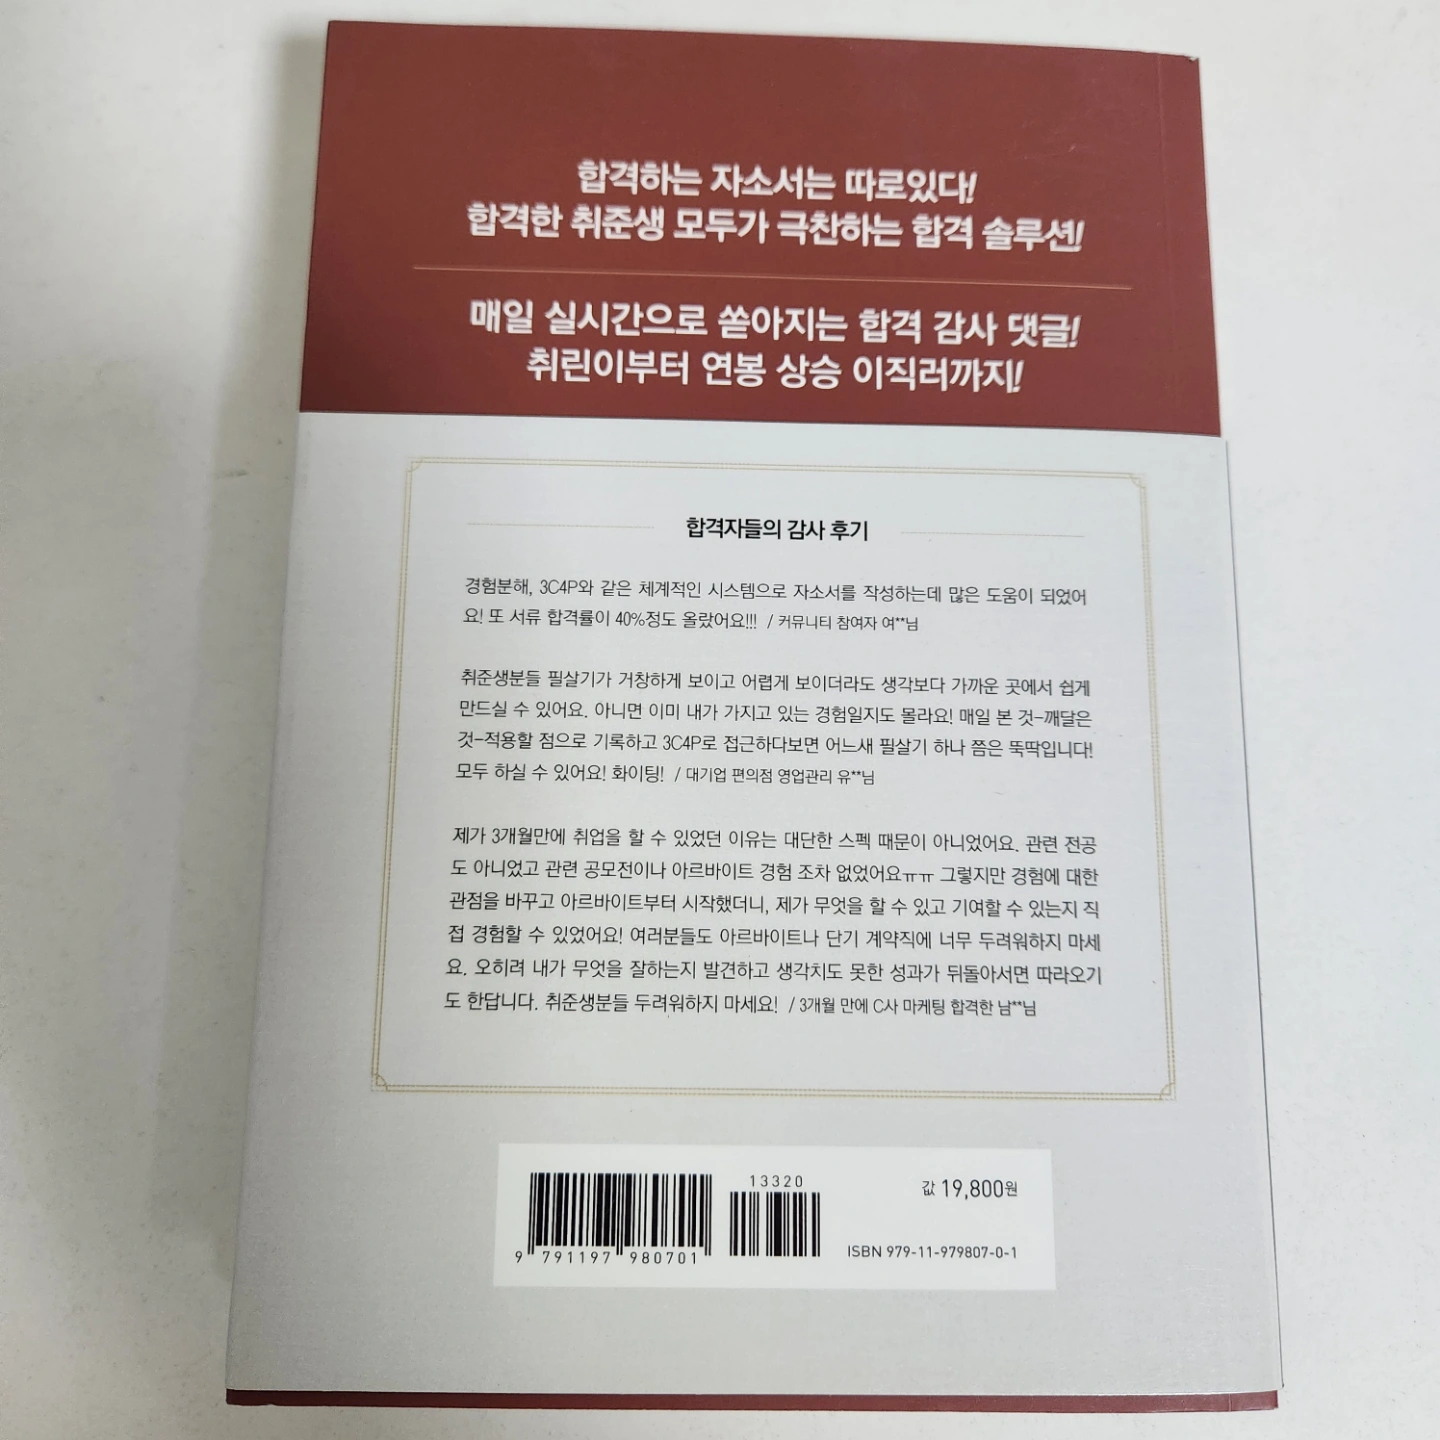 합격하는 자소서는 따로있다!
합격한 취준생 모두가 극찬하는 합격 솔루션!
매일 실시간으로 쏟아지는 합격 감사 댓글!
취린이부터 연봉 상승 이직러까지!
합격자들의 감사 후기
경험분해, 3C4P와 같은 체계적인 시스템으로 자소서를 작성하는데 많은 도움이 되었어
요! 또 서류 합격률이 40%정도 올랐어요!!! / 커뮤니티 참여자 여**님
취준생분들 필살기가 거창하게 보이고 어렵게 보이더라도 생각보다 가까운 곳에서 쉽게
만드실 수 있어요. 아니면 이미 내가 가지고 있는 경험일지도 몰라요! 매일 본 것-깨달은
것-적용할 점으로 기록하고 3C4P로 접근하다보면 어느새 필살기 하나 쯤은 뚝딱입니다!
모두 하실 수 있어요! 화이팅! / 대기업 편의점 영업관리 유**님
제가 3개월만에 취업을 할 수 있었던 이유는 대단한 스펙 때문이 아니었어요. 관련 전공
도 아니었고 관련 공모전이나 아르바이트 경험 조차 없었어요ㅠㅠ 그렇지만 경험에 대한
관점을 바꾸고 아르바이트부터 시작했더니, 제가 무엇을 할 수 있고 기여할 수 있는지 직
접 경험할 수 있었어요! 여러분들도 아르바이트나 단기 계약직에 너무 두려워하지 마세
요. 오히려 내가 무엇을 잘하는지 발견하고 생각치도 못한 성과가 뒤돌아서면 따라오기
도 한답니다. 취준생분들 두려워하지 마세요! / 3개월 만에 C사 마케팅 합격한 남**님
13320
값 19,800원
9 791197 980701
ISBN 979-11-979807-0-1